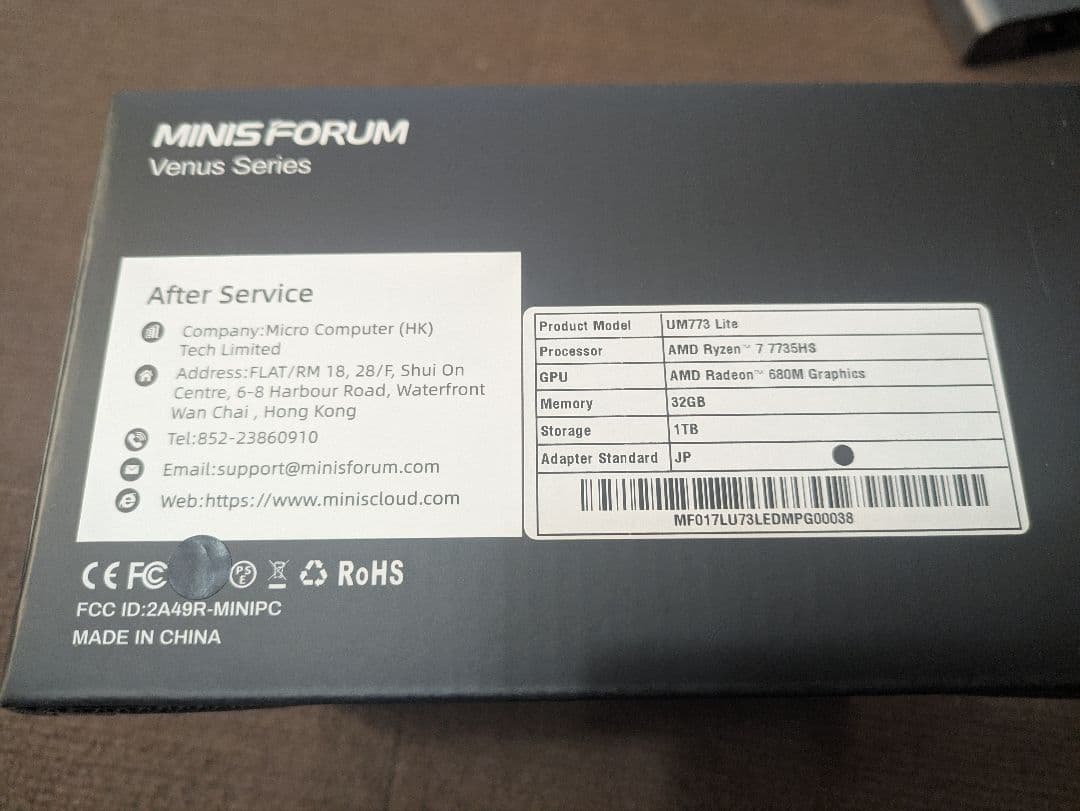 MINISFORUM
Venus Series
After Service
Company:Micro Computer (HK)
Tech Limited
Address:FLAT/RM 18, 28/F, Shui On
Centre, 6-8 Harbour Road, Waterfront
Wan Chai , Hong Kong
Tel:852-23860910
Email:support@minisforum.com
Web:https://www.miniscloud.com
Product Model UM773 Lite
Processor AMD Ryzen™ 7 7735HS
GPU AMD Radeon™ 680M Graphics
Memory 32GB
Storage 1TB
Adapter Standard JP
MF017LU73LEDMPG00038
CE FC PSE RoHS
FCC ID:2A49R-MINIPC
MADE IN CHINA